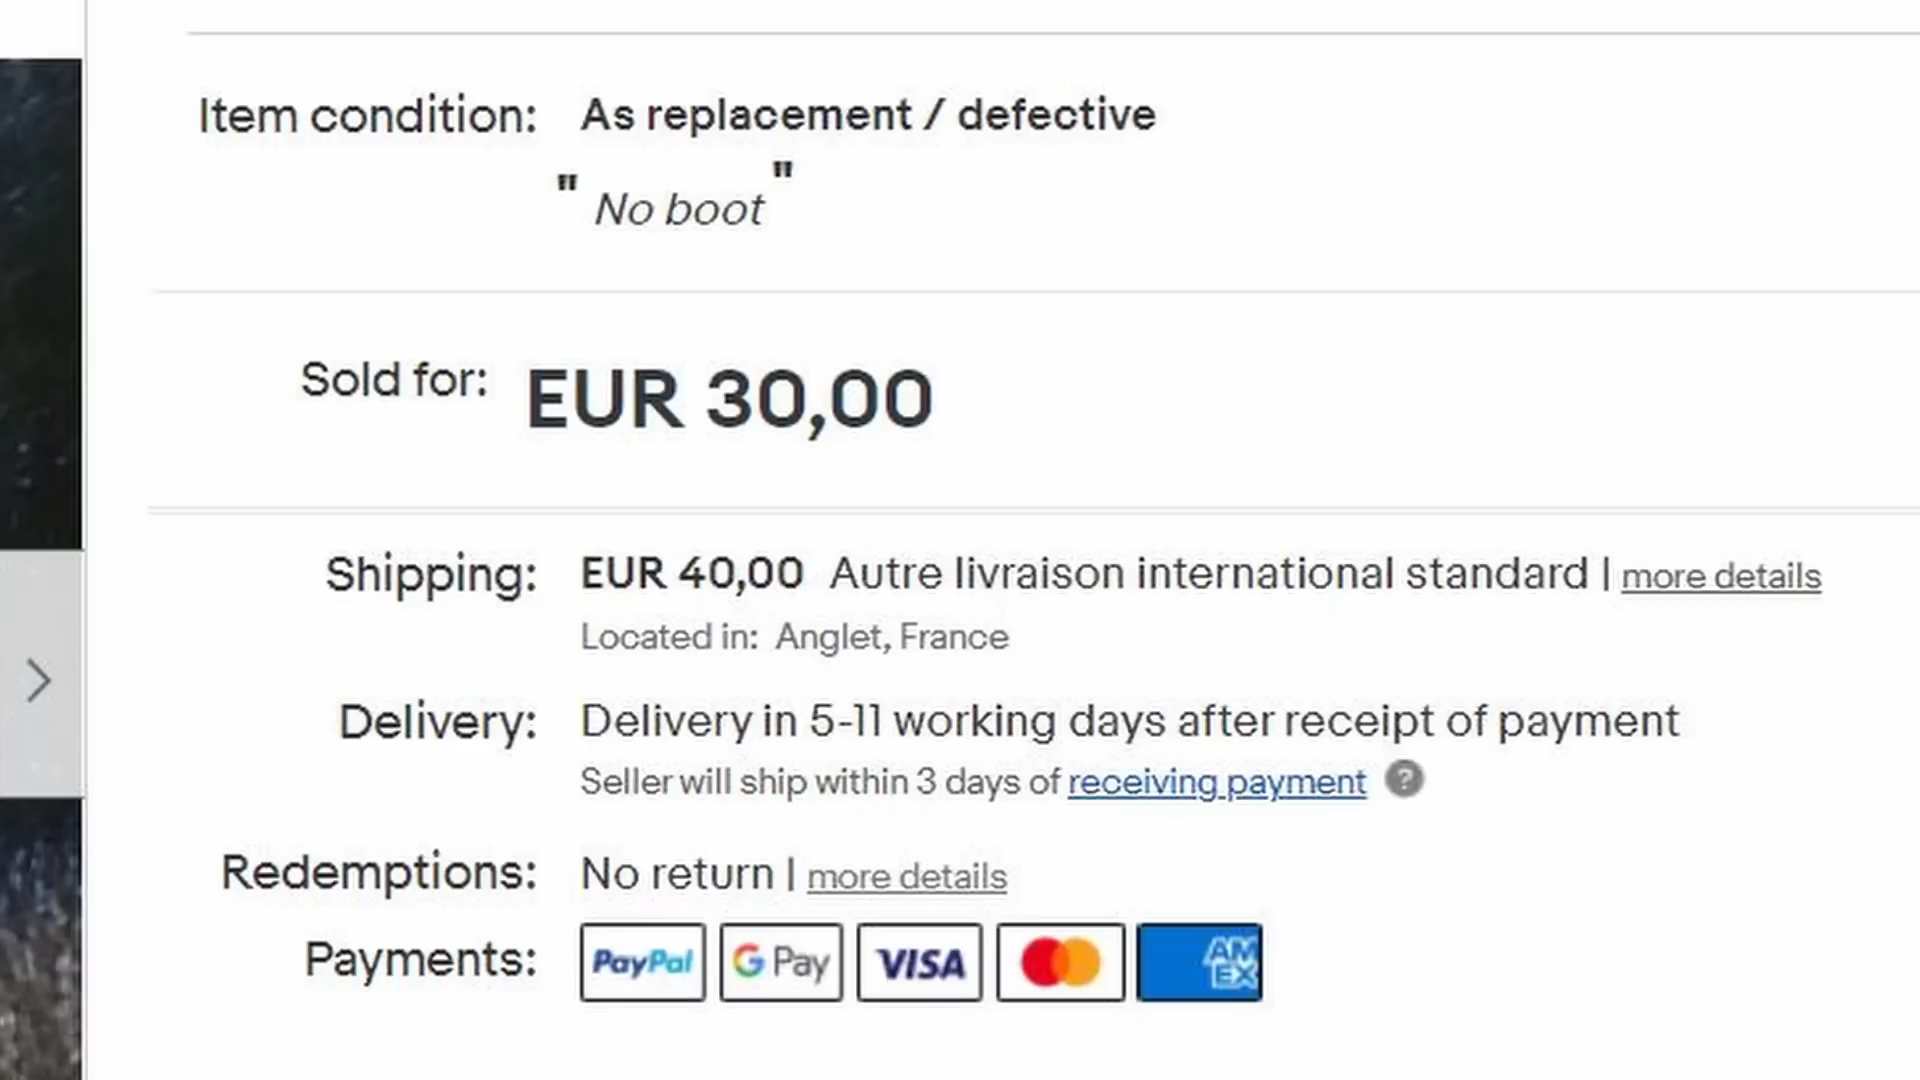 Item condition: As replacement / defective
" No boot "
Sold for: EUR 30,00
Shipping: EUR 40,00 Autre livraison international standard | more details
Located in: Anglet, France
Delivery: Delivery in 5-11 working days after receipt of payment
Seller will ship within 3 days of receiving payment ?
Redemptions: No return | more details
Payments: PayPal G Pay VISA AM EX